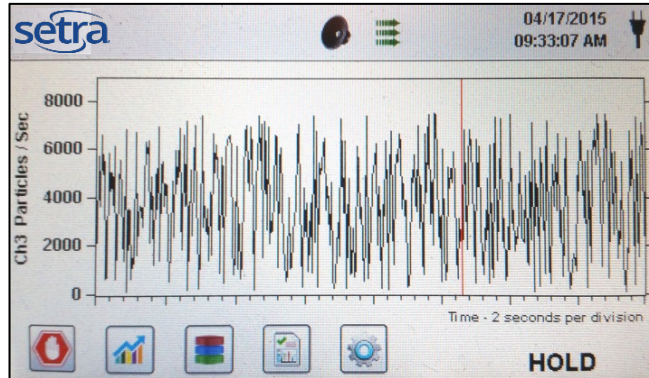 setra
04/17/2015
09:33:07 AM
Ch3 Particles / Sec
8000
6000
4000
2000
0
Time - 2 seconds per division
HOLD